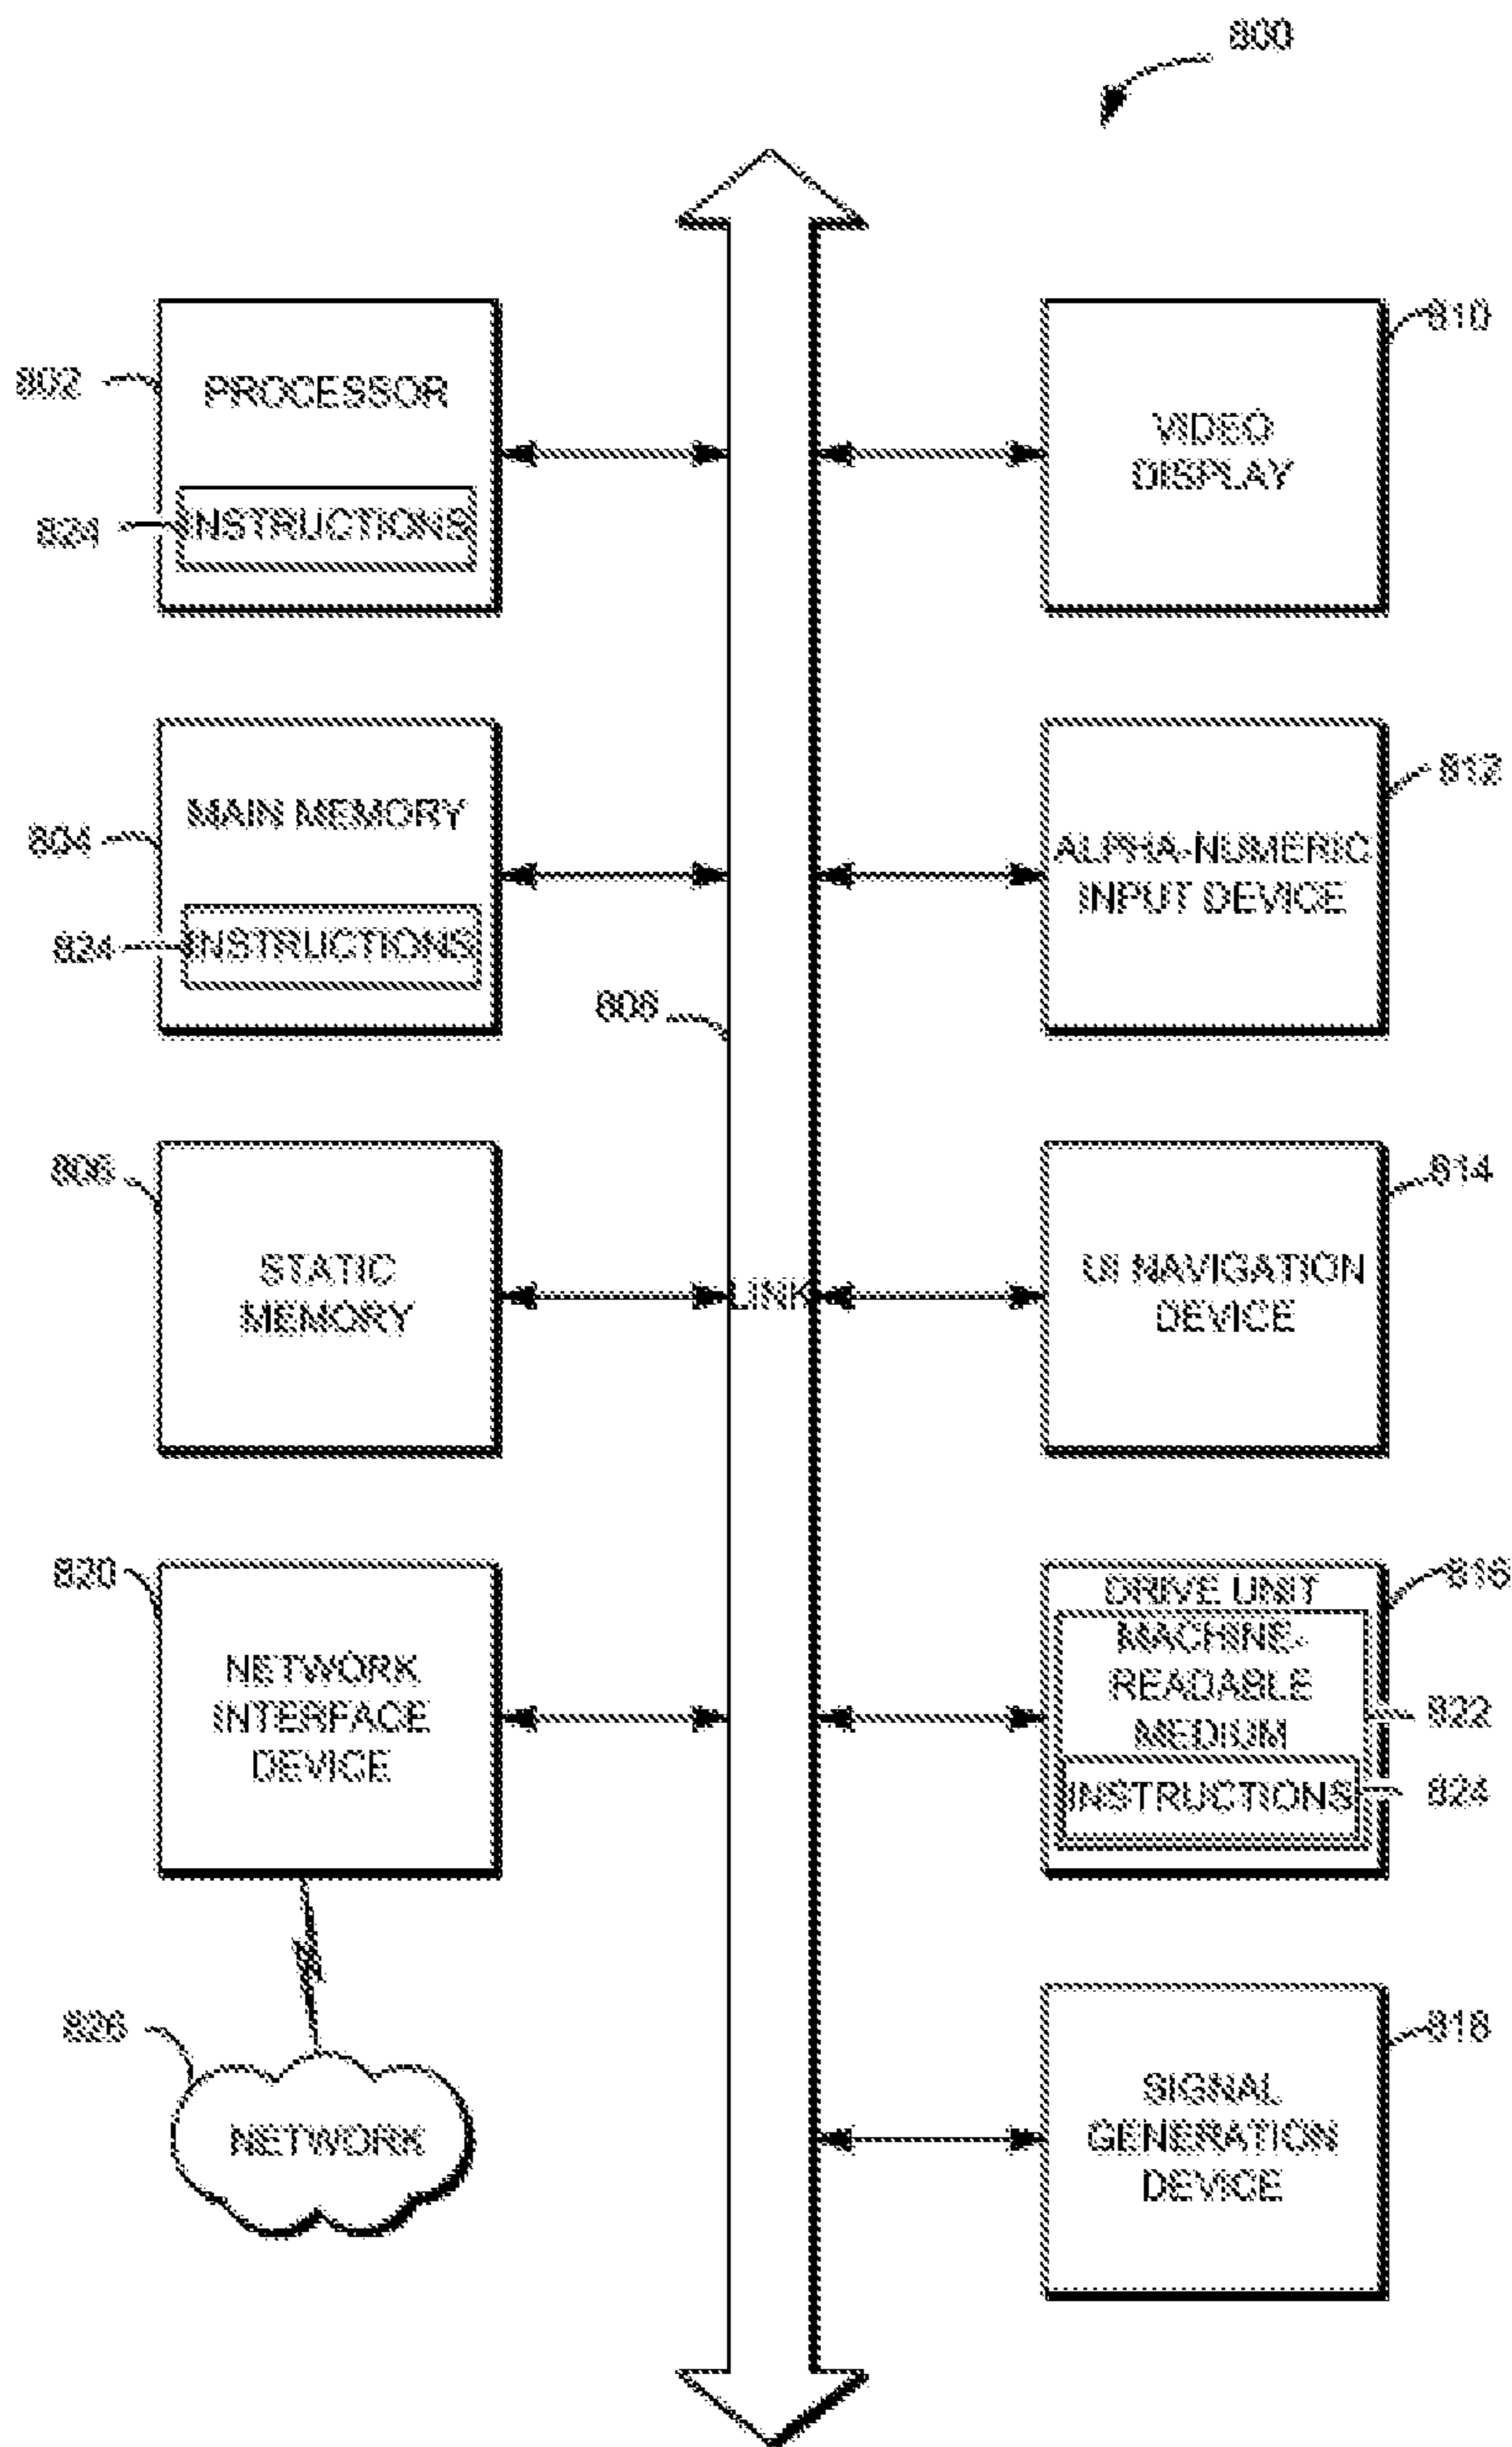 800
802
PROCESSOR
824
INSTRUCTIONS
810
VIDEO
DISPLAY
804
MAIN MEMORY
824
INSTRUCTIONS
812
ALPHA-NUMERIC
INPUT DEVICE
808
806
STATIC
MEMORY
LINK
814
UI NAVIGATION
DEVICE
820
NETWORK
INTERFACE
DEVICE
816
DRIVE UNIT
MACHINE-
READABLE
MEDIUM
822
INSTRUCTIONS
824
826
NETWORK
818
SIGNAL
GENERATION
DEVICE